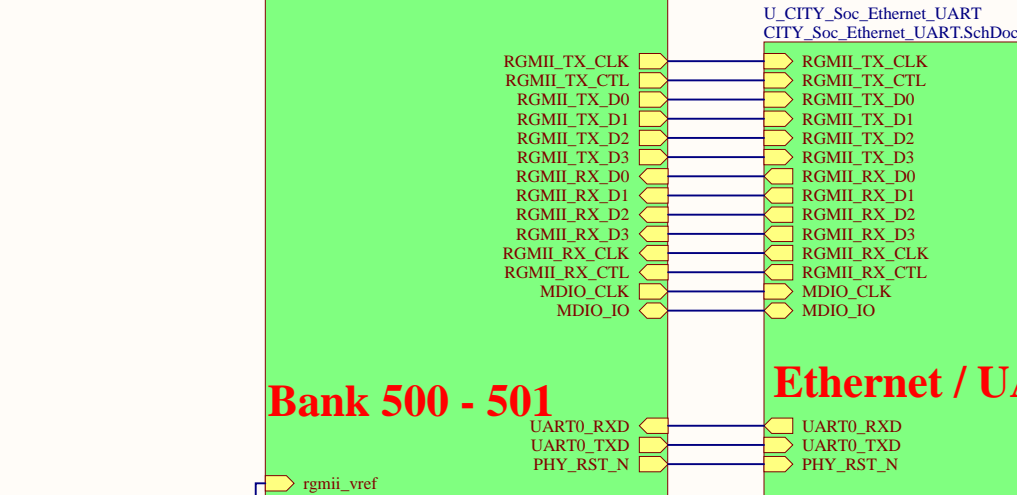 U_CITY_Soc_Ethernet_UART
CITY_Soc_Ethernet_UART.SchDoc
RGMII_TX_CLK RGMII_TX_CLK
RGMII_TX_CTL RGMII_TX_CTL
RGMII_TX_D0 RGMII_TX_D0
RGMII_TX_D1 RGMII_TX_D1
RGMII_TX_D2 RGMII_TX_D2
RGMII_TX_D3 RGMII_TX_D3
RGMII_RX_D0 RGMII_RX_D0
RGMII_RX_D1 RGMII_RX_D1
RGMII_RX_D2 RGMII_RX_D2
RGMII_RX_D3 RGMII_RX_D3
RGMII_RX_CLK RGMII_RX_CLK
RGMII_RX_CTL RGMII_RX_CTL
MDIO_CLK MDIO_CLK
MDIO_IO MDIO_IO
Ethernet / UA
Bank 500 - 501
UART0_RXD UART0_RXD
UART0_TXD UART0_TXD
PHY_RST_N PHY_RST_N
rgmii_vref